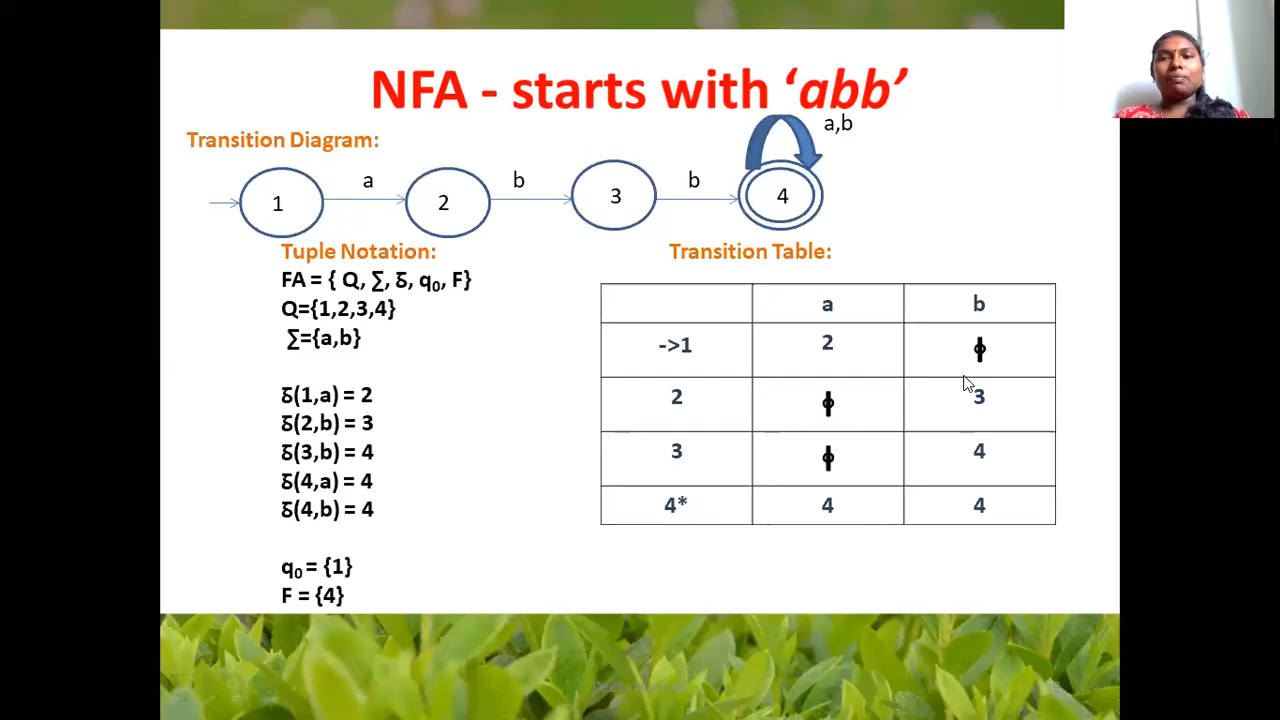 NFA - starts with ‘abb’
Transition Diagram:
a,b
a
b
b
1
2
3
4
Tuple Notation:
FA = { Q, ∑, δ, q₀, F}
Q={1,2,3,4}
∑={a,b}
δ(1,a) = 2
δ(2,b) = 3
δ(3,b) = 4
δ(4,a) = 4
δ(4,b) = 4
q₀ = {1}
F = {4}
Transition Table:
a b
->1 2 ϕ
2 ϕ 3
3 ϕ 4
4* 4 4